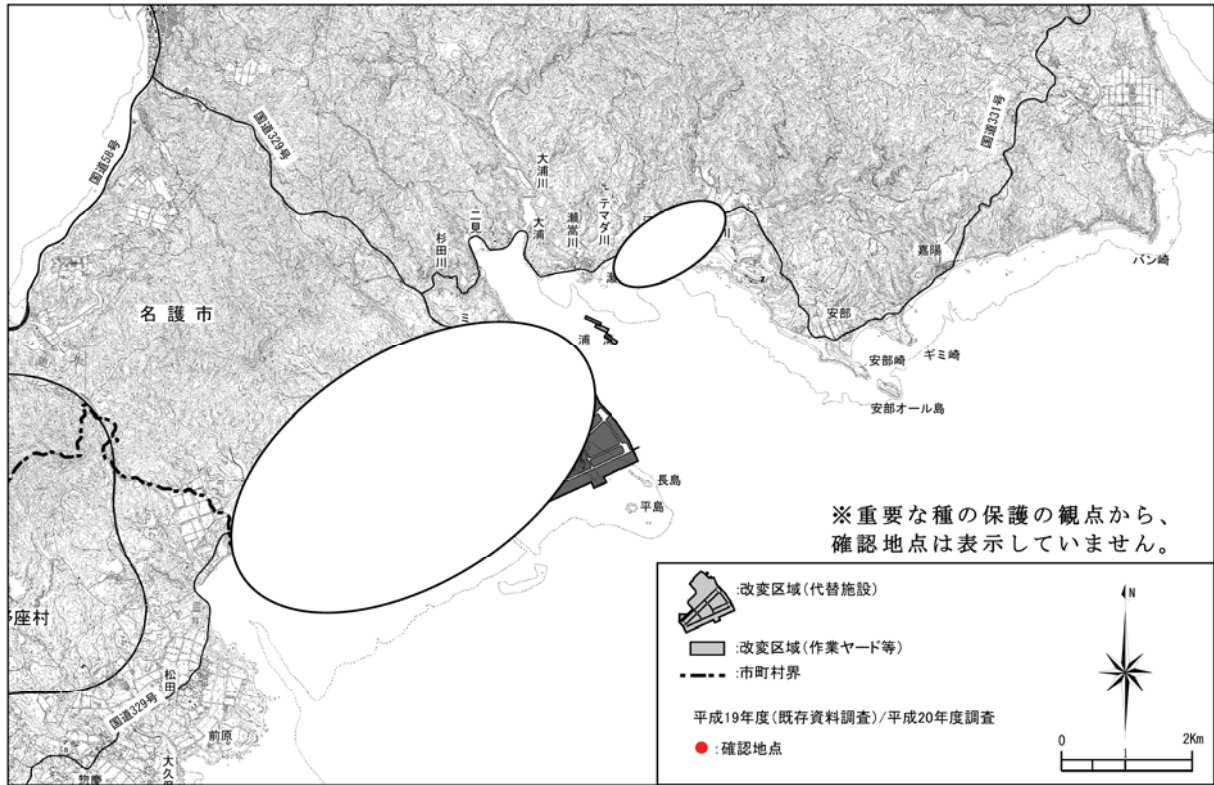 国道58号
国道329号
国道331号
大浦川
テマダ川
瀬嵩川
大浦
二見
杉田川
川
嘉陽
バン崎
名護市
安部
安部崎
ギミ崎
安部オール島
浦
長島
平島
座村
松田
国道329号
前原
惣慶
※重要な種の保護の観点から、
確認地点は表示していません。
:改変区域(代替施設)
:改変区域(作業ヤード等)
:市町村界
平成19年度(既存資料調査)/平成20年度調査
:確認地点
N
0 2Km